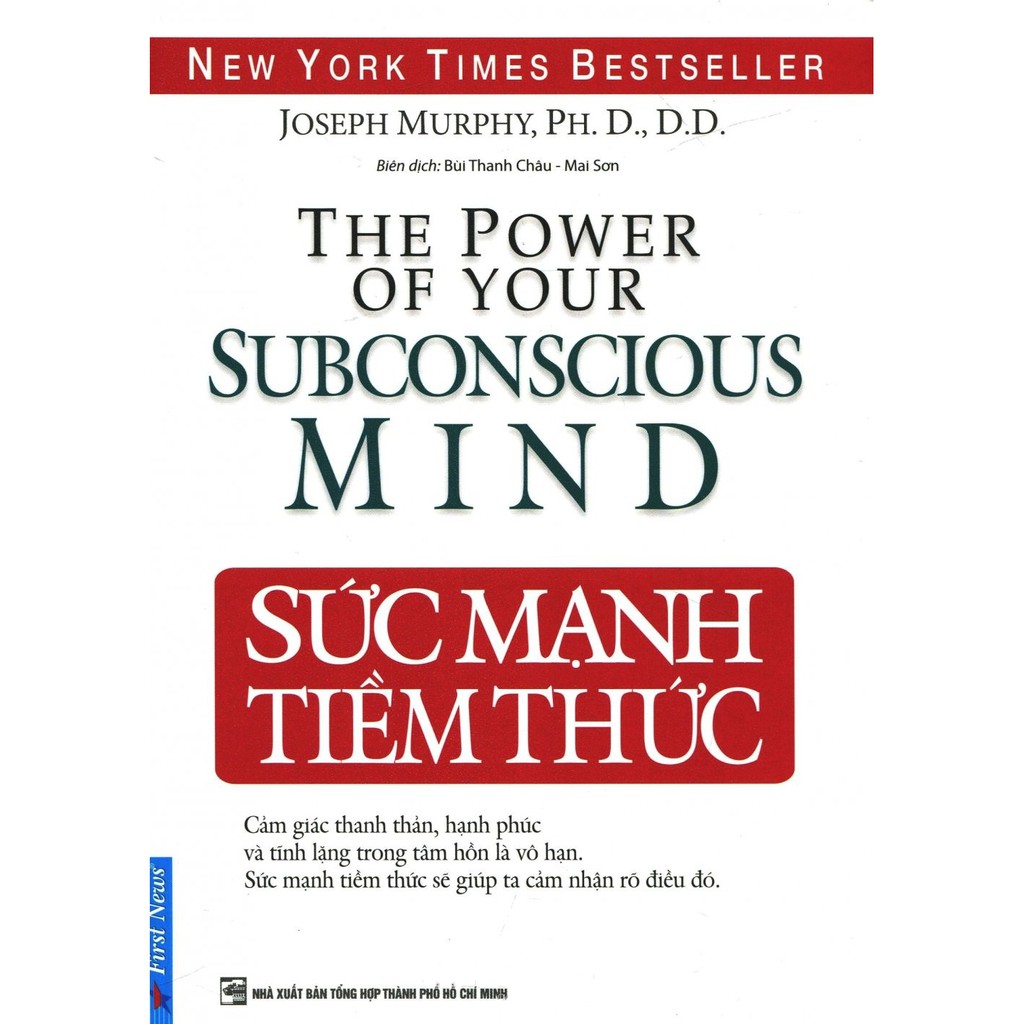 NEW YORK TIMES BESTSELLER
JOSEPH MURPHY, PH. D., D.D.
Biên dịch: Bùi Thanh Châu - Mai Sơn
THE POWER
OF YOUR
SUBCONSCIOUS
MIND
SỨC MẠNH
TIỀM THỨC
Cảm giác thanh thản, hạnh phúc
và tĩnh lặng trong tâm hồn là vô hạn.
Sức mạnh tiềm thức sẽ giúp ta cảm nhận rõ điều đó.
First News
NHÀ XUẤT BẢN TỔNG HỢP THÀNH PHỐ HỒ CHÍ MINH